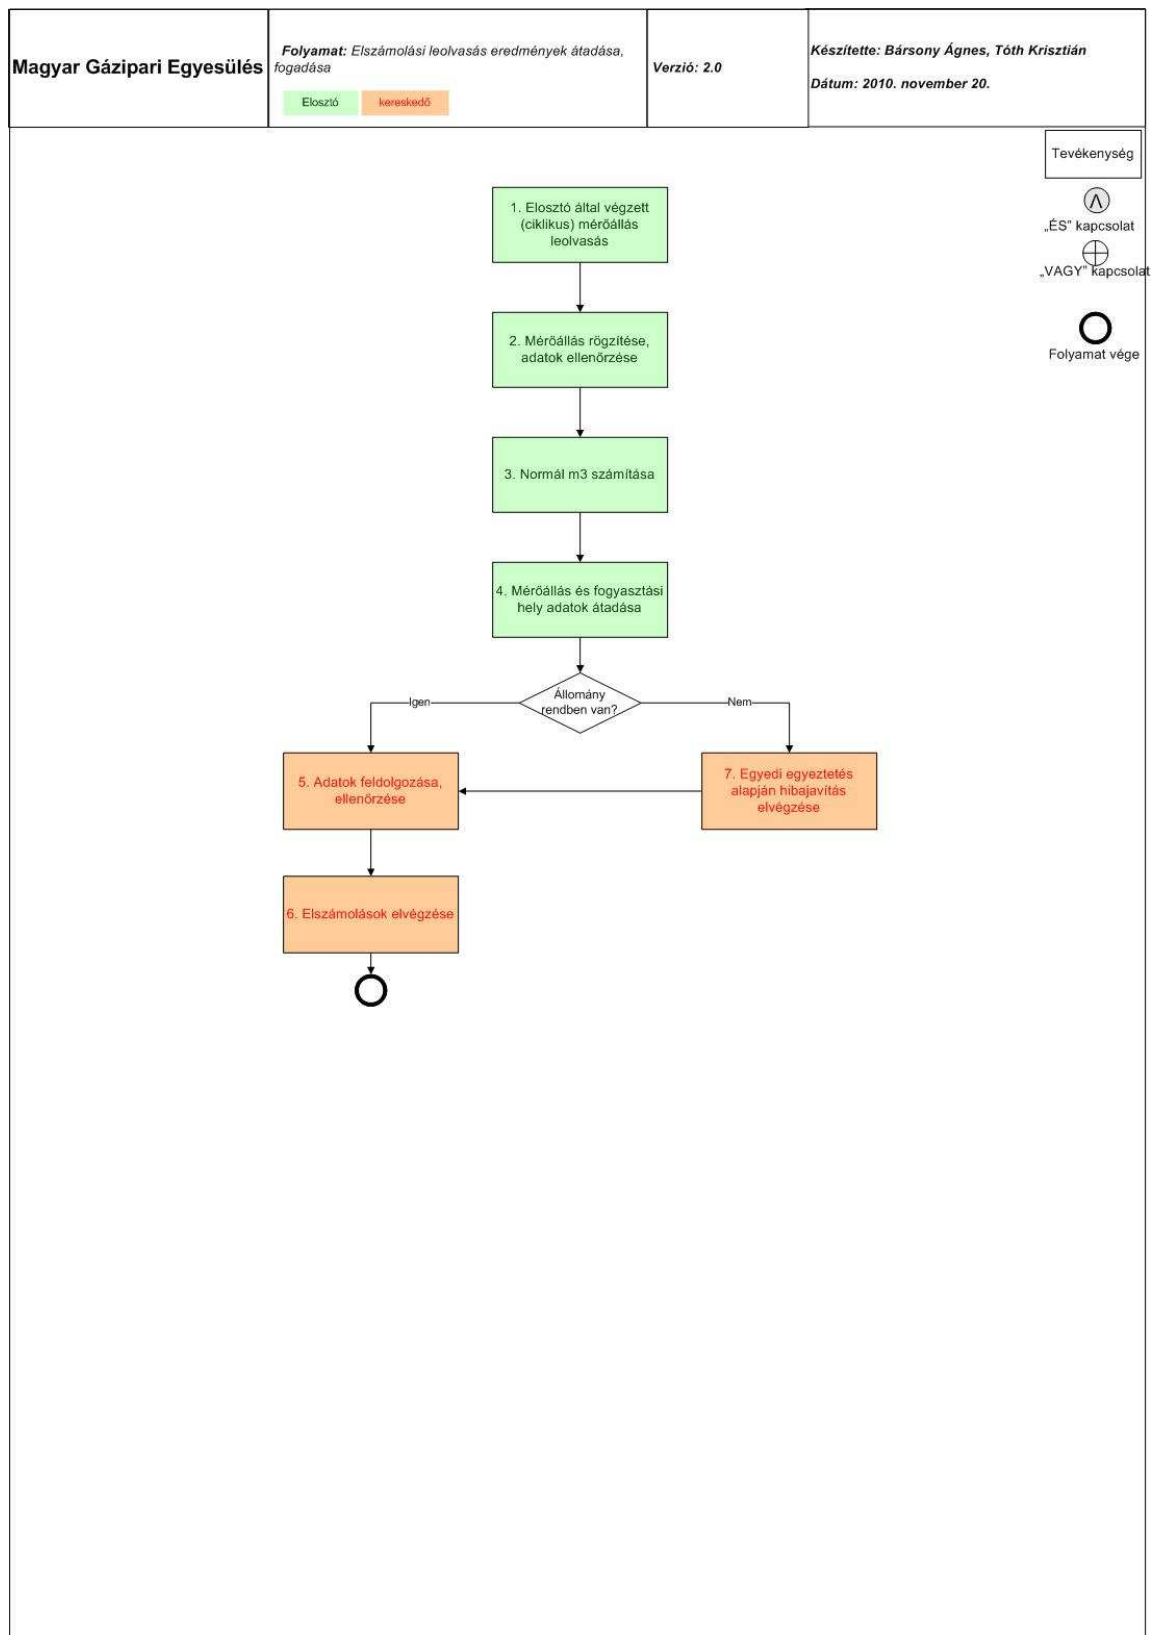 Magyar Gázipari Egyesülés
Folyamat: Elszámolási leolvasás eredmények átadása,
fogadása
Elosztó
kereskedő
Verzió: 2.0
Készítette: Bársony Ágnes, Tóth Krisztián
Dátum: 2010. november 20.
Tevékenység
„ÉS” kapcsolat
„VAGY” kapcsolat
Folyamat vége
1. Elosztó által végzett
(ciklikus) mérőállás
leolvasás
2. Mérőállás rögzítése,
adatok ellenőrzése
3. Normál m3 számítása
4. Mérőállás és fogyasztási
hely adatok átadása
Állomány
rendben van?
Igen
Nem
5. Adatok feldolgozása,
ellenőrzése
7. Egyedi egyeztetés
alapján hibajavítás
elvégzése
6. Elszámolások elvégzése